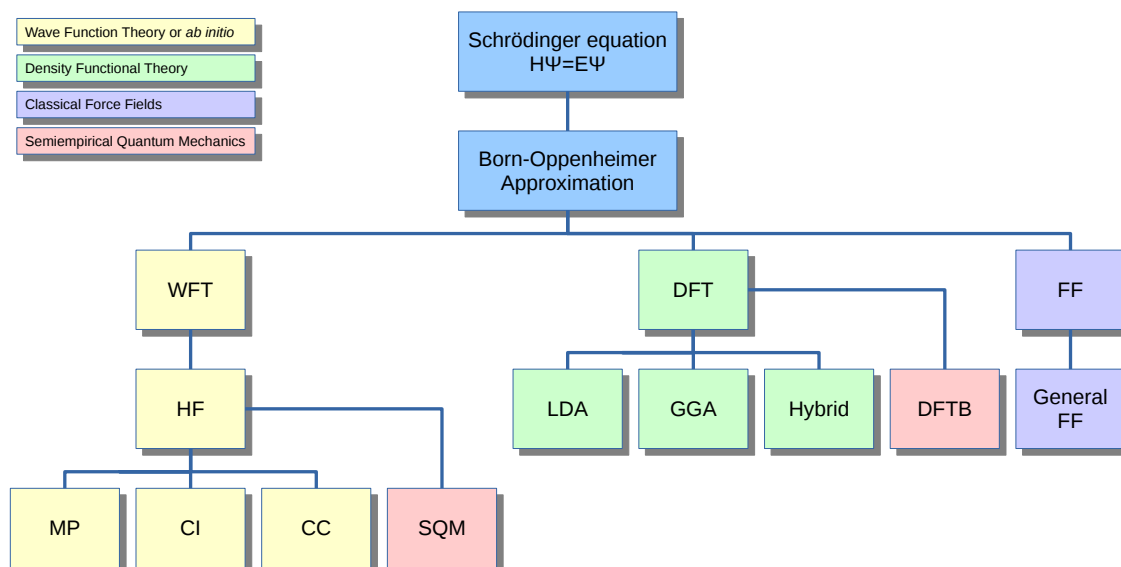 Wave Function Theory or ab initio
Density Functional Theory
Classical Force Fields
Semiempirical Quantum Mechanics
Schrödinger equation
HΨ=EΨ
Born-Oppenheimer
Approximation
WFT
DFT
FF
HF
LDA
GGA
Hybrid
DFTB
General
FF
MP
CI
CC
SQM